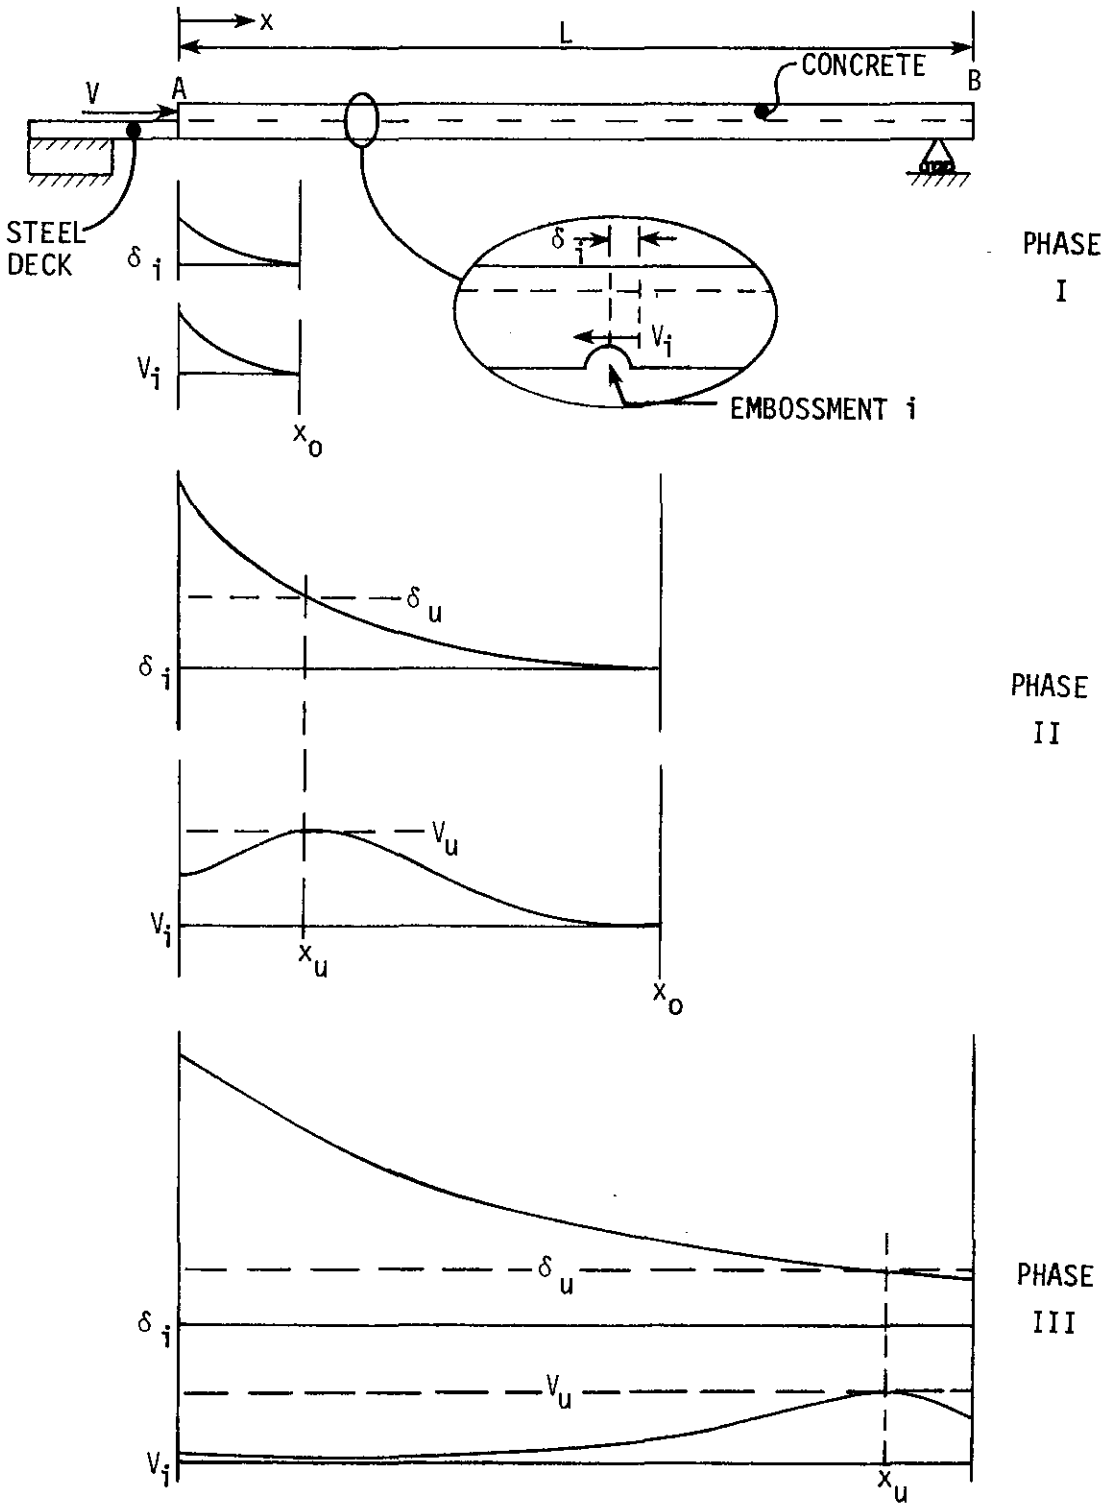 x
L
CONCRETE
V
A
B
STEEL
DECK
δi
PHASE
I
δi
Vi
Vi
EMBOSSMENT i
xo
δu
δi
PHASE
II
Vu
Vi
xu
xo
δu
PHASE
III
δi
Vu
Vi
xu